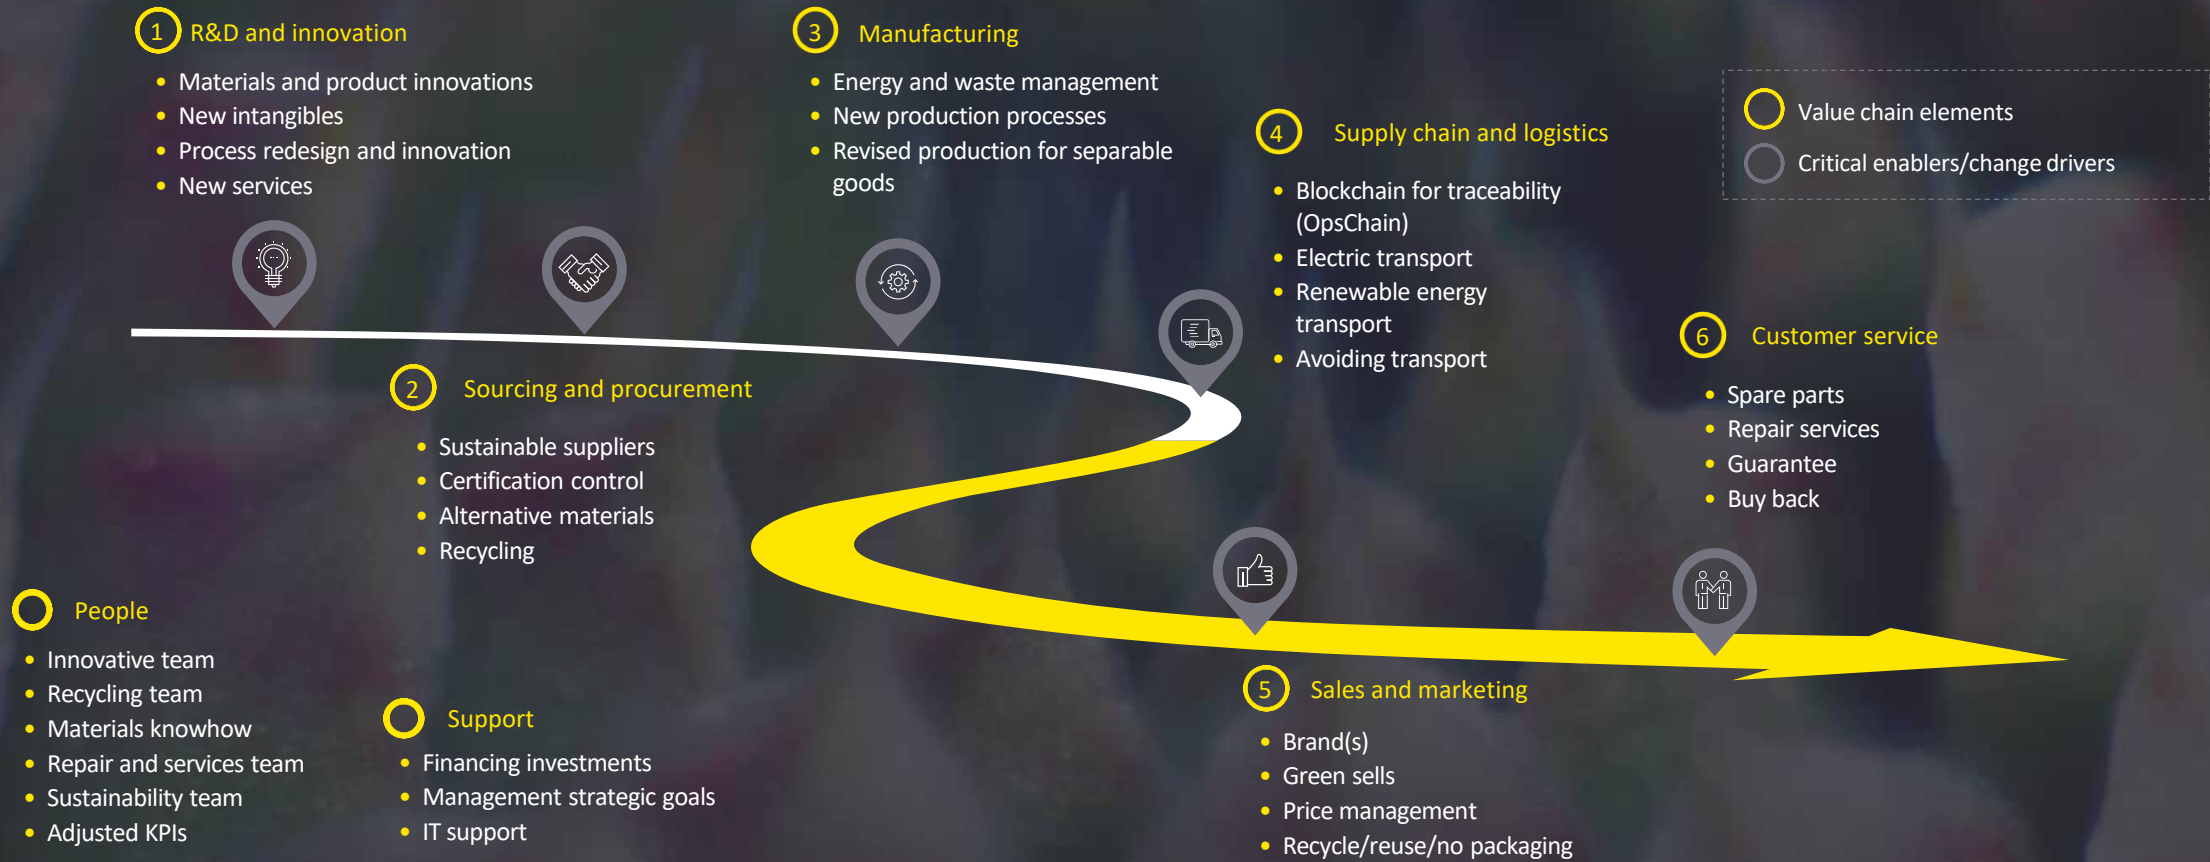 1 R&D and innovation
• Materials and product innovations
• New intangibles
• Process redesign and innovation
• New services
2 Sourcing and procurement
• Sustainable suppliers
• Certification control
• Alternative materials
• Recycling
3 Manufacturing
• Energy and waste management
• New production processes
• Revised production for separable
goods
4 Supply chain and logistics
• Blockchain for traceability
(OpsChain)
• Electric transport
• Renewable energy
transport
• Avoiding transport
5 Sales and marketing
• Brand(s)
• Green sells
• Price management
• Recycle/reuse/no packaging
6 Customer service
• Spare parts
• Repair services
• Guarantee
• Buy back
Value chain elements
Critical enablers/change drivers
People
• Innovative team
• Recycling team
• Materials knowhow
• Repair and services team
• Sustainability team
• Adjusted KPIs
Support
• Financing investments
• Management strategic goals
• IT support